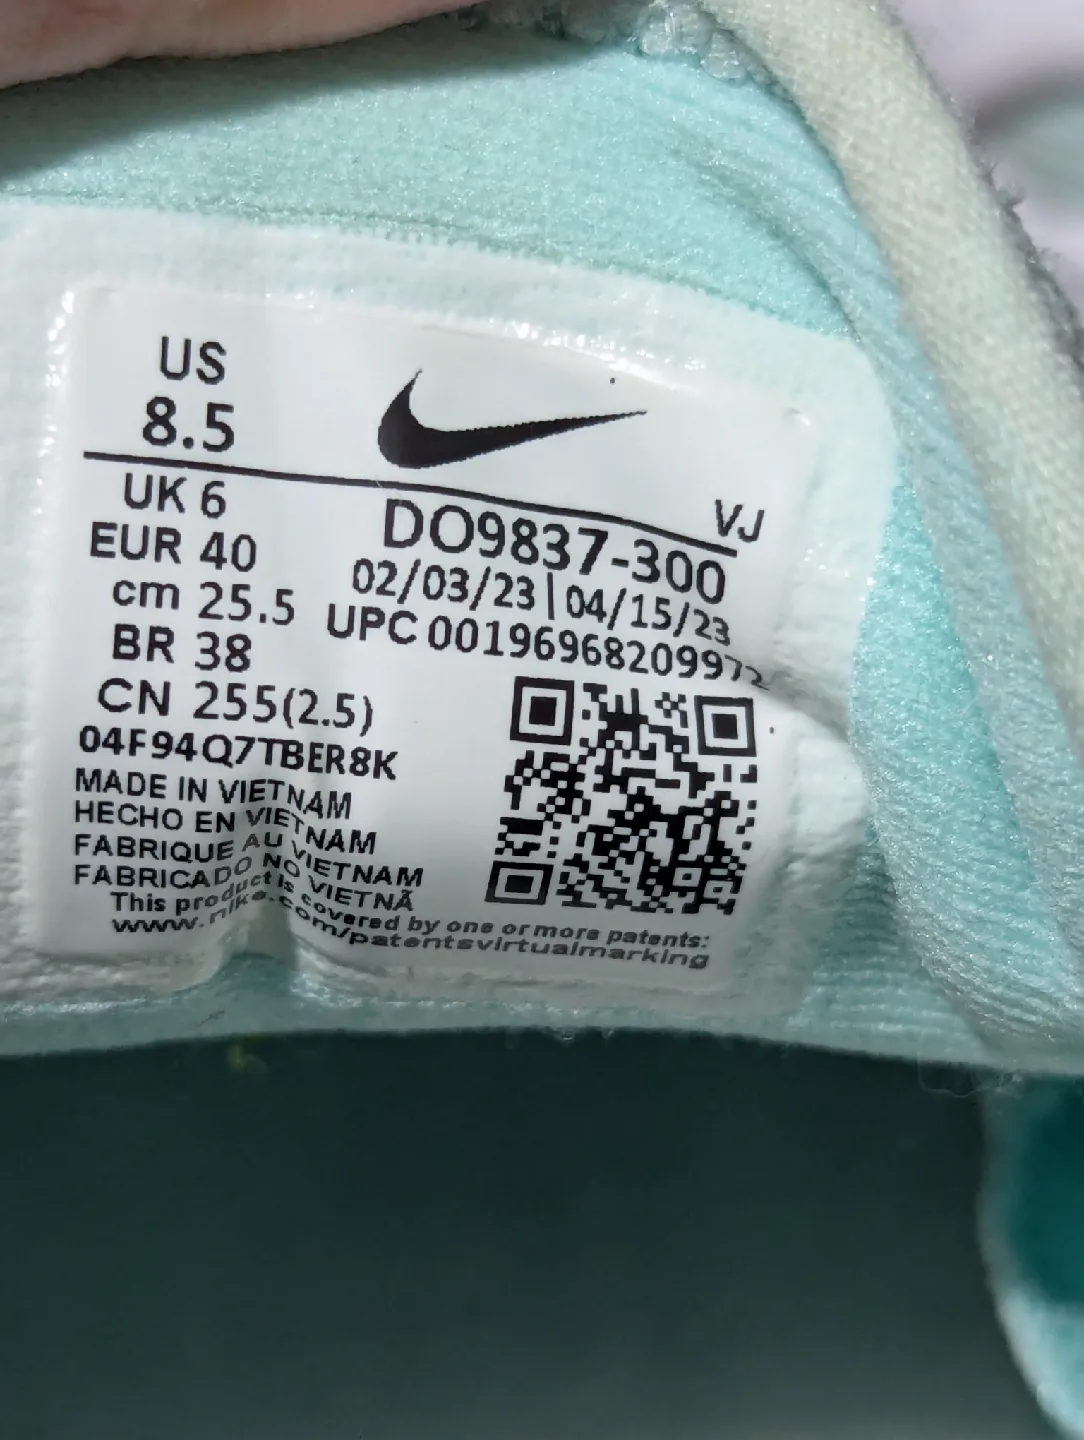 US
8.5
UK 6
EUR 40
cm 25.5
BR 38
CN 255(2.5)
04F94Q7TBER8K
VJ
DO9837-300
02/03/23|04/15/23
UPC 00196968209972
MADE IN VIETNAM
HECHO EN VIETNAM
FABRIQUE AU VIETNAM
FABRICADO NO VIETNÃ
This product is covered by one or more patents:
www.nike.com/patentsvirtualmarking